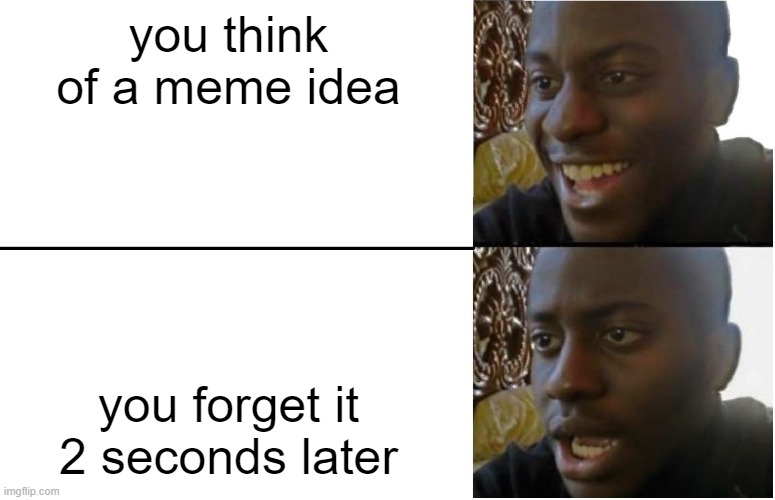 you think
of a meme idea
you forget it
2 seconds later
imgflip.com